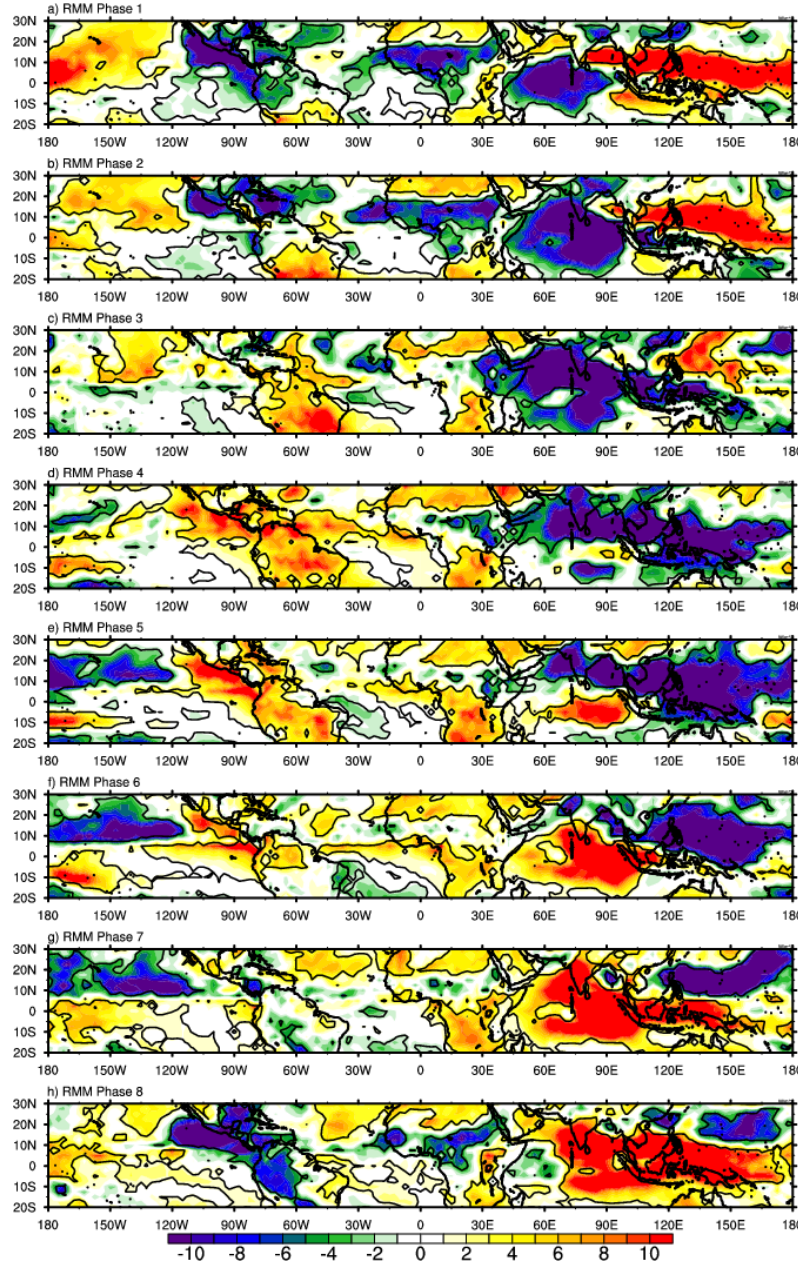 a) RMM Phase 1
30N
20N
10N
0
10S
20S
180 150W 120W 90W 60W 30W 0 30E 60E 90E 120E 150E 180
b) RMM Phase 2
30N
20N
10N
0
10S
20S
180 150W 120W 90W 60W 30W 0 30E 60E 90E 120E 150E 180
c) RMM Phase 3
30N
20N
10N
0
10S
20S
180 150W 120W 90W 60W 30W 0 30E 60E 90E 120E 150E 180
d) RMM Phase 4
30N
20N
10N
0
10S
20S
180 150W 120W 90W 60W 30W 0 30E 60E 90E 120E 150E 180
e) RMM Phase 5
30N
20N
10N
0
10S
20S
180 150W 120W 90W 60W 30W 0 30E 60E 90E 120E 150E 180
f) RMM Phase 6
30N
20N
10N
0
10S
20S
180 150W 120W 90W 60W 30W 0 30E 60E 90E 120E 150E 180
g) RMM Phase 7
30N
20N
10N
0
10S
20S
180 150W 120W 90W 60W 30W 0 30E 60E 90E 120E 150E 180
h) RMM Phase 8
30N
20N
10N
0
10S
20S
180 150W 120W 90W 60W 30W 0 30E 60E 90E 120E 150E 180
-10 -8 -6 -4 -2 0 2 4 6 8 10